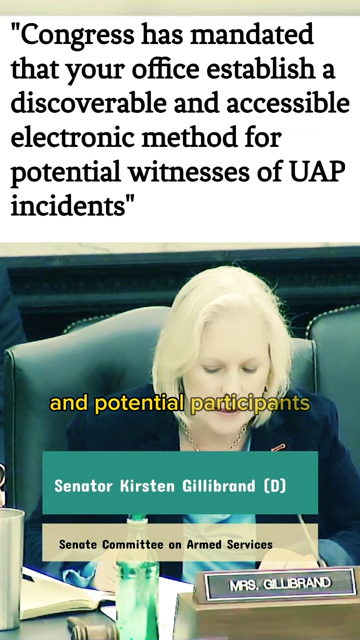 "Congress has mandated
that your office establish a
discoverable and accessible
electronic method for
potential witnesses of UAP
incidents"
and potential participants
Senator Kirsten Gillibrand (D)
Senate Committee on Armed Services
MRS. GILLIBRAND